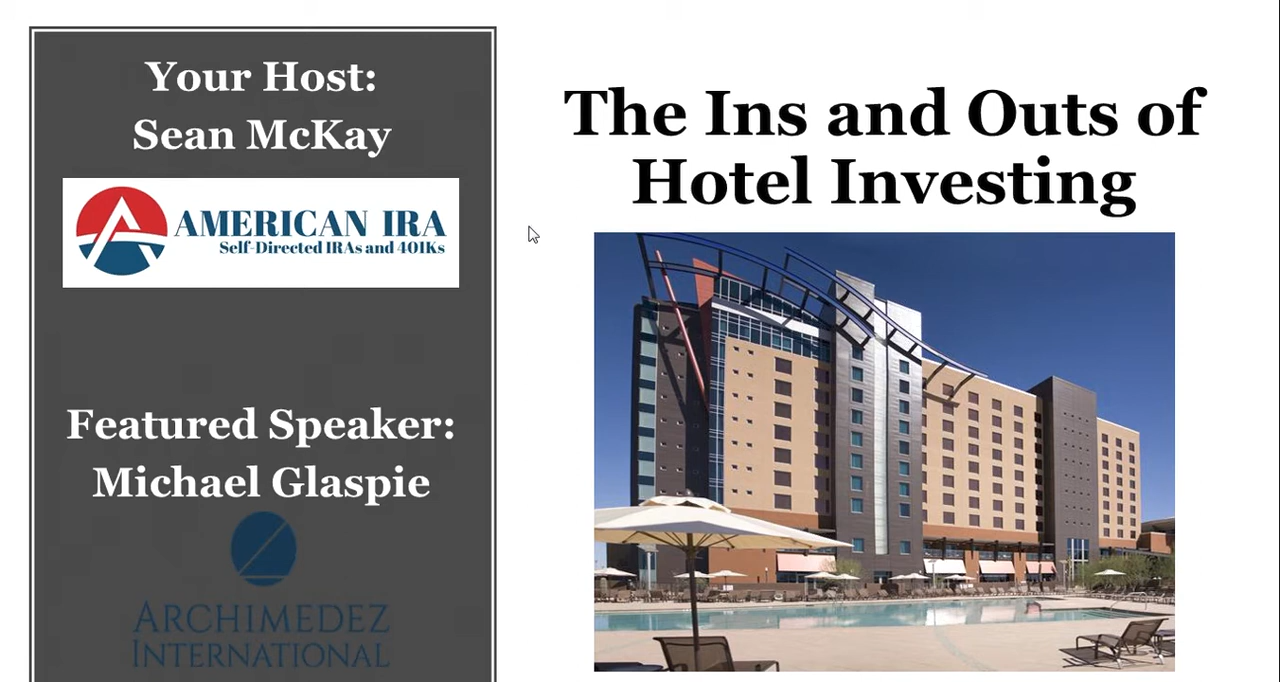 Your Host:
Sean McKay
AMERICAN IRA
Self-Directed IRAs and 401Ks
Featured Speaker:
Michael Glaspie
ARCHIMEDEZ
INTERNATIONAL
The Ins and Outs of
Hotel Investing